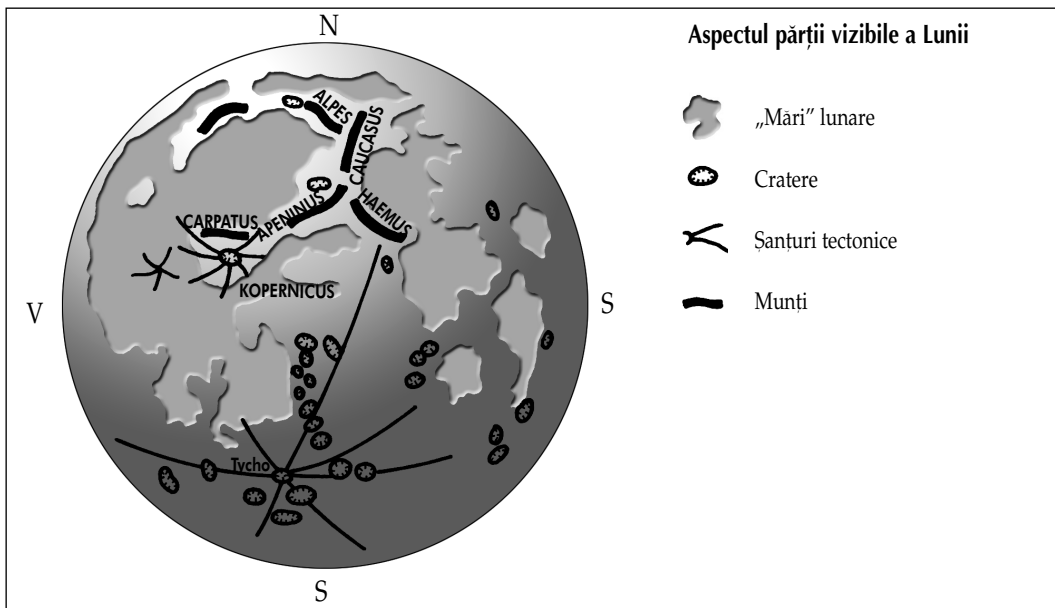 N
Aspectul părții vizibile a Lunii
ALPES
CAUCASUS
„Mări” lunare
Cratere
HAEMUS
APENINUS
CARPATUS
Șanțuri tectonice
KOPERNICUS
V
S
Munți
Tycho
S